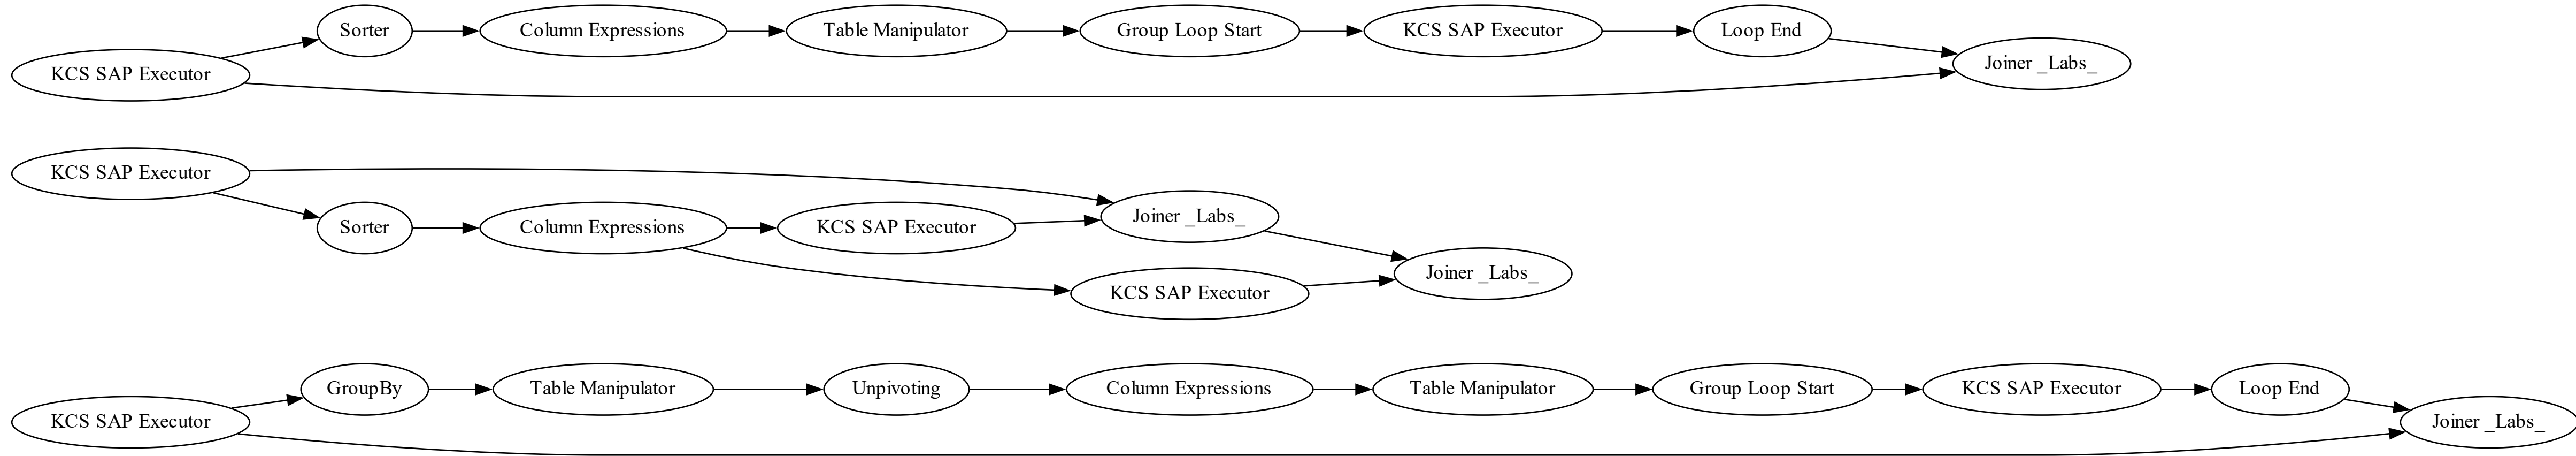 Sorter
Column Expressions
Table Manipulator
Group Loop Start
KCS SAP Executor
Loop End
KCS SAP Executor
Joiner _Labs_
KCS SAP Executor
Sorter
Column Expressions
KCS SAP Executor
Joiner _Labs_
KCS SAP Executor
Joiner _Labs_
GroupBy
Table Manipulator
Unpivoting
Column Expressions
Table Manipulator
Group Loop Start
KCS SAP Executor
Loop End
KCS SAP Executor
Joiner _Labs_